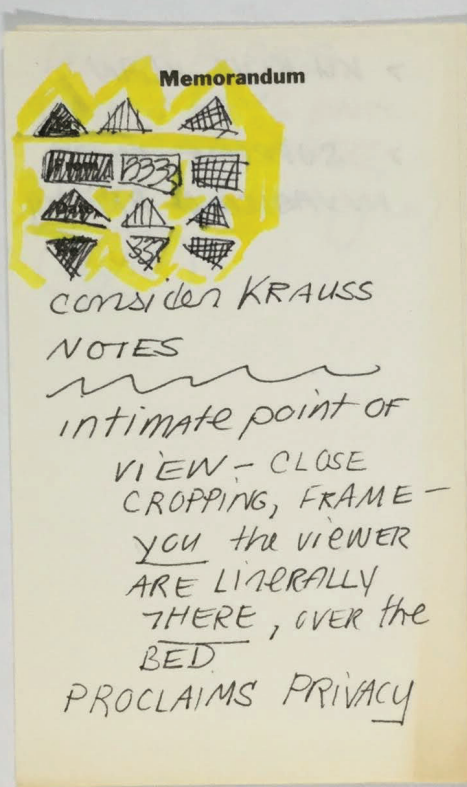 Memorandum
consider KRAUSS
NOTES
intimate point of
VIEW - CLOSE
CROPPING, FRAME -
you the viewer
ARE LITERALLY
THERE, OVER the
BED
PROCLAIMS PRIVACY